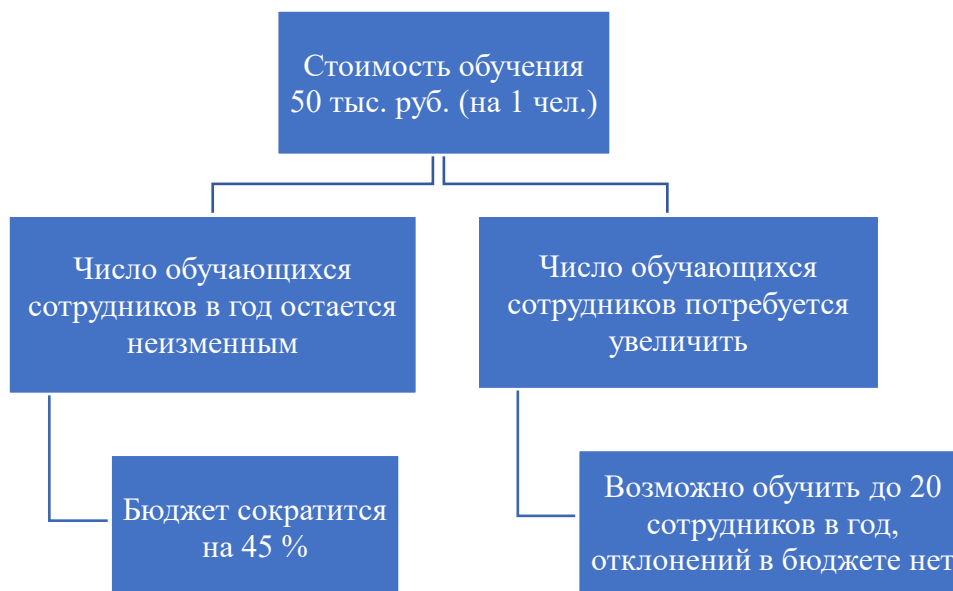 Стоимость обучения
50 тыс. руб. (на 1 чел.)
Число обучающихся
сотрудников в год остается
неизменным
Число обучающихся
сотрудников потребуется
увеличить
Бюджет сократится
на 45 %
Возможно обучить до 20
сотрудников в год,
отклонений в бюджете нет